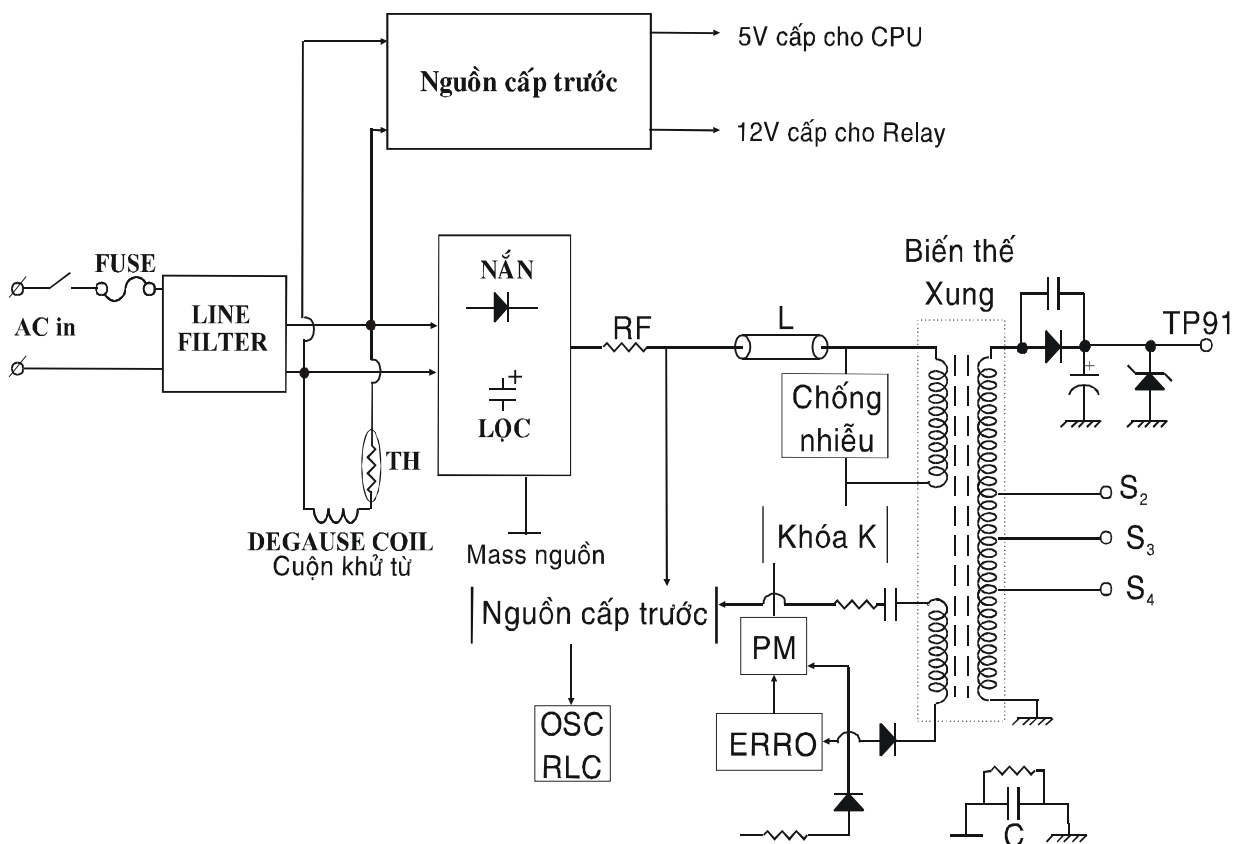 5V cấp cho CPU
Nguồn cấp trước
12V cấp cho Relay
Biến thế
Xung
FUSE
NẮN
AC in
LINE
FILTER
RF
L
TP91
+
+
LỌC
Chống
nhiễu
TH
S2
DEGAUSE COIL
Cuộn khử từ
Mass nguồn
Khóa K
S3
S4
Nguồn cấp trước
PM
OSC
RLC
ERRO
C